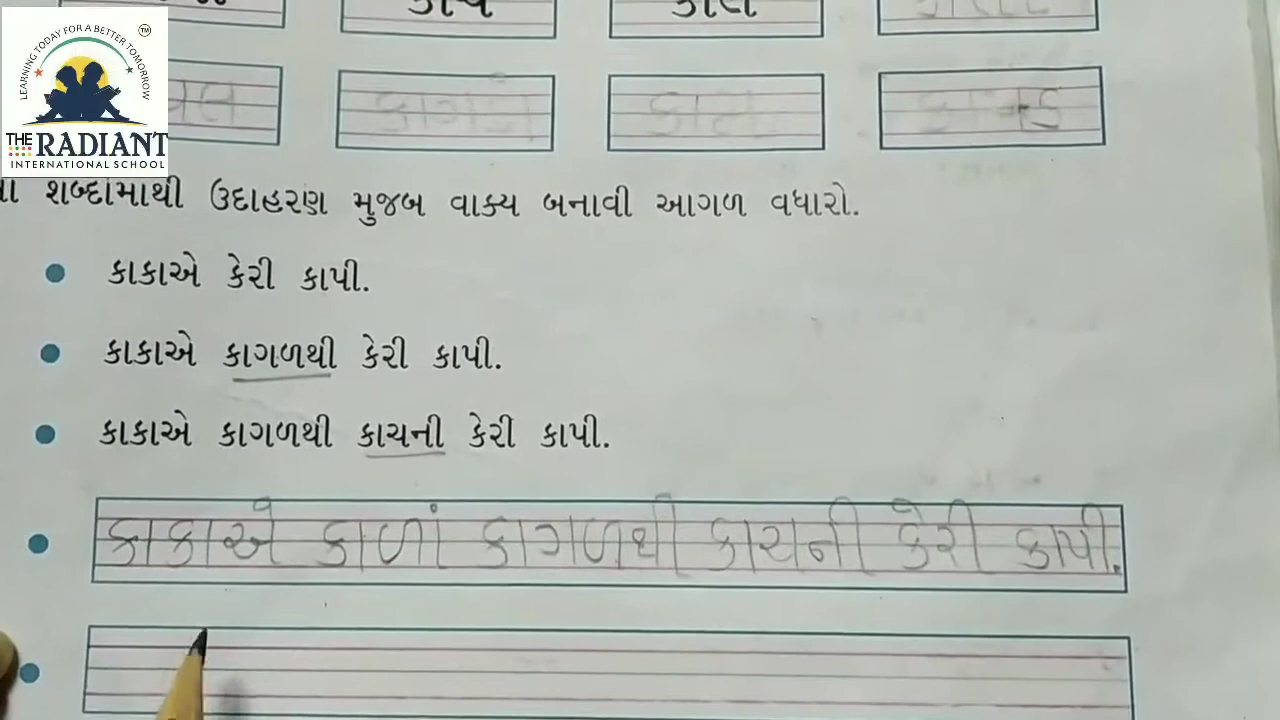 કાચ
LEARNING TODAY FOR A BETTER TOMORROW
TM
THE RADIANT
INTERNATIONAL SCHOOL
કાગળ
શબ્દોમાંથી ઉદાહરણ મુજબ વાક્ય બનાવી આગળ વધારો.
કાકાએ કેરી કાપી.
કાકાએ કાગળથી કેરી કાપી.
કાકાએ કાગળથી કાચની કેરી કાપી.
કાકાએ કાળાં કાગળથી કાચની કેરી કાપી.